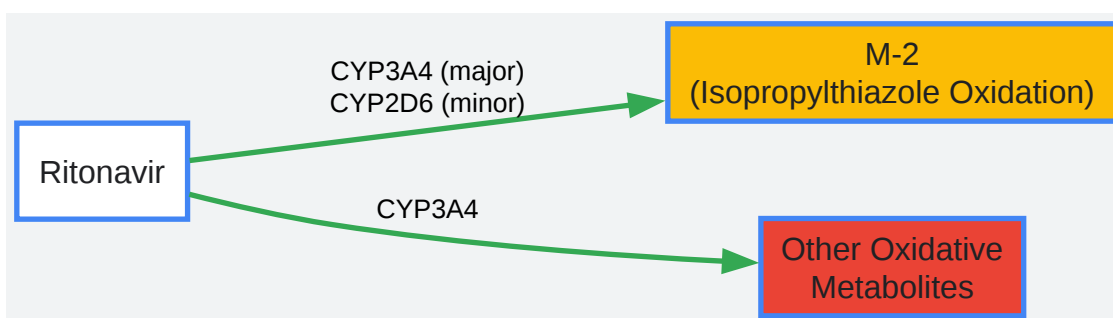 Ritonavir
CYP3A4 (major)
CYP2D6 (minor)
M-2
(Isopropylthiazole Oxidation)
CYP3A4
Other Oxidative
Metabolites